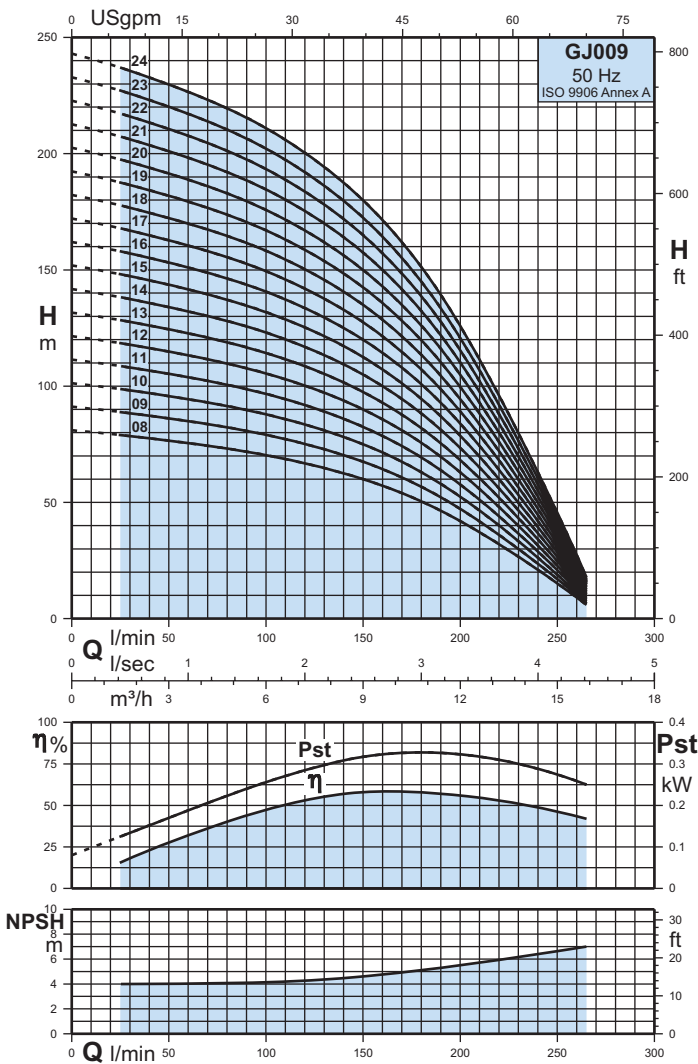 0 USgpm 15 30 45 60 75
250
24
23
22
21
20
19
18
17
16
15
14
13
12
11
10
09
08
GJ009
50 Hz
ISO 9906 Annex A
800
200
600
150
H
m
H
ft
400
100
200
50
0
0
0 50 100 150 200 250 300
Q l/min
0 l/sec 1 2 3 4 5
0 m³/h 3 6 9 12 15 18
100
η%
75
50
25
0
Pst
η
0.4
Pst
0.3
kW
0.2
0.1
0
10
NPSH
8
m
6
4
2
0
30
ft
20
10
0
0 50 100 150 200 250 300
Q l/min